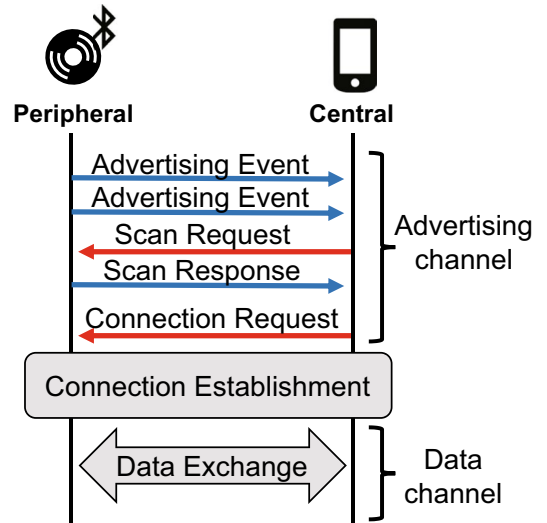 Peripheral
Central
Advertising Event
Advertising Event
Scan Request
Scan Response
Connection Request
Advertising
channel
Connection Establishment
Data Exchange
Data
channel